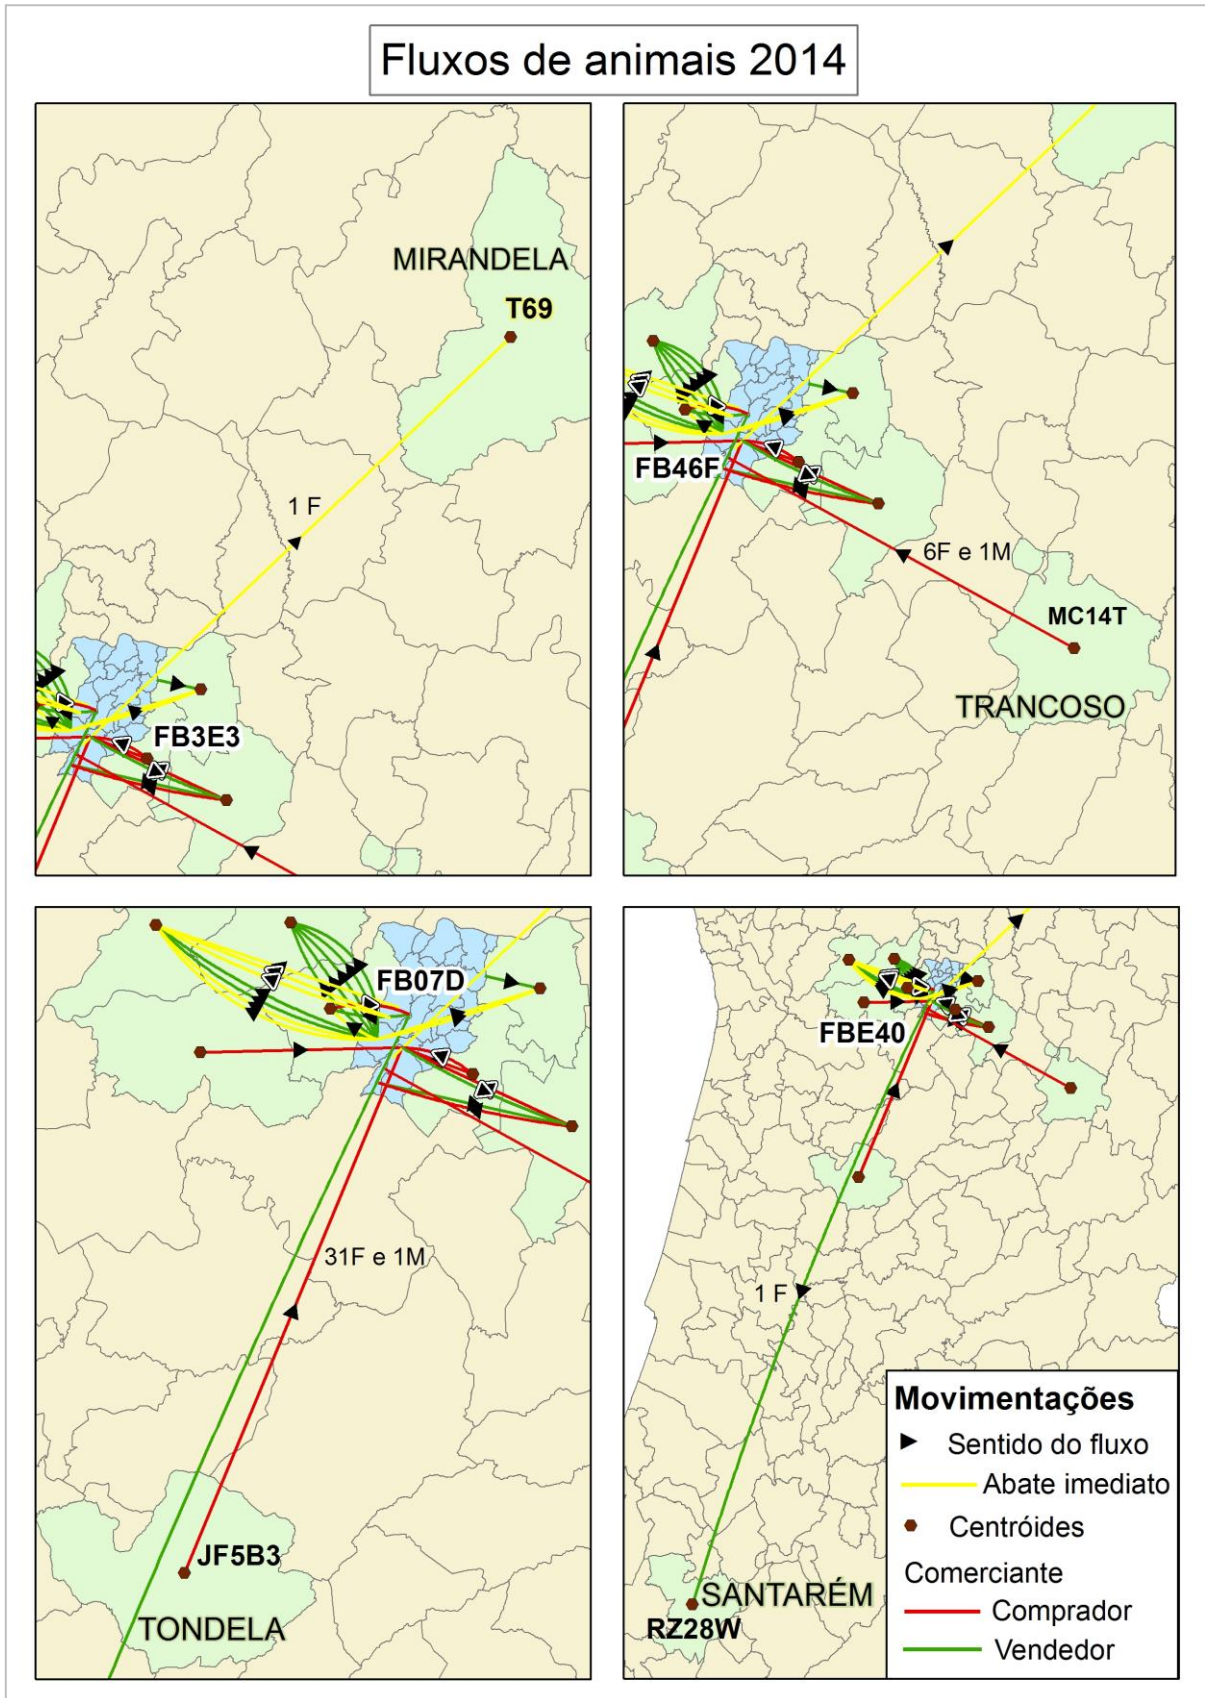 Fluxos de animais 2014
MIRANDELA
T69
1 F
FB3E3
FB46F
6F e 1M
MC14T
TRANCOSO
FB07D
31F e 1M
JF5B3
TONDELA
FBE40
1 F
SANTARÉM
RZ28W
Movimentações
Sentido do fluxo
Abate imediato
Centróides
Comerciante
Comprador
Vendedor